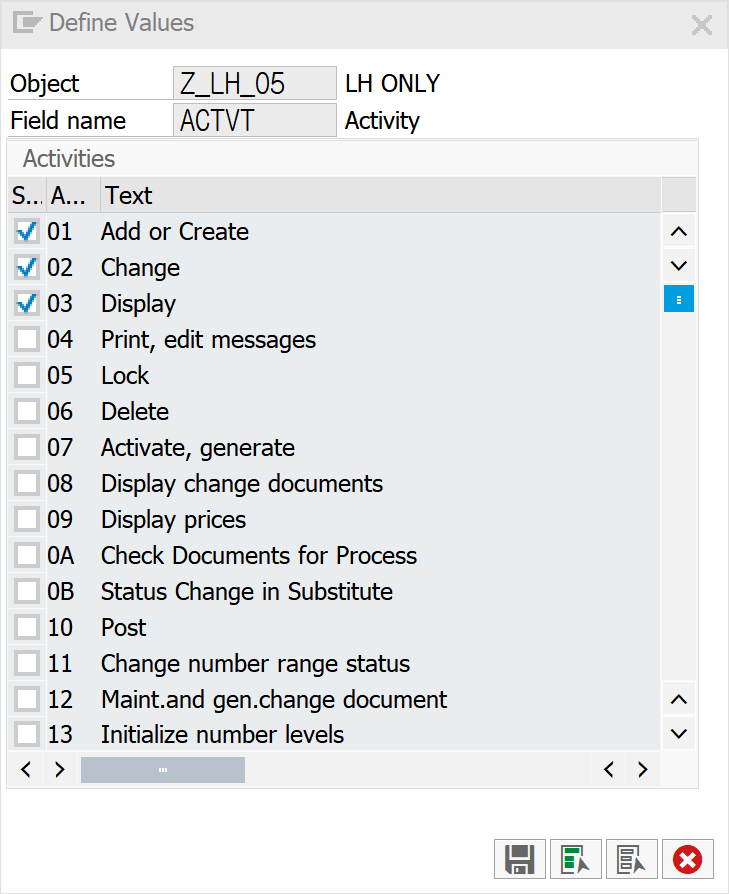 Define Values
Object Z_LH_05 LH ONLY
Field name ACTVT Activity
Activities
S... A... Text
01 Add or Create
02 Change
03 Display
04 Print, edit messages
05 Lock
06 Delete
07 Activate, generate
08 Display change documents
09 Display prices
0A Check Documents for Process
0B Status Change in Substitute
10 Post
11 Change number range status
12 Maint.and gen.change document
13 Initialize number levels